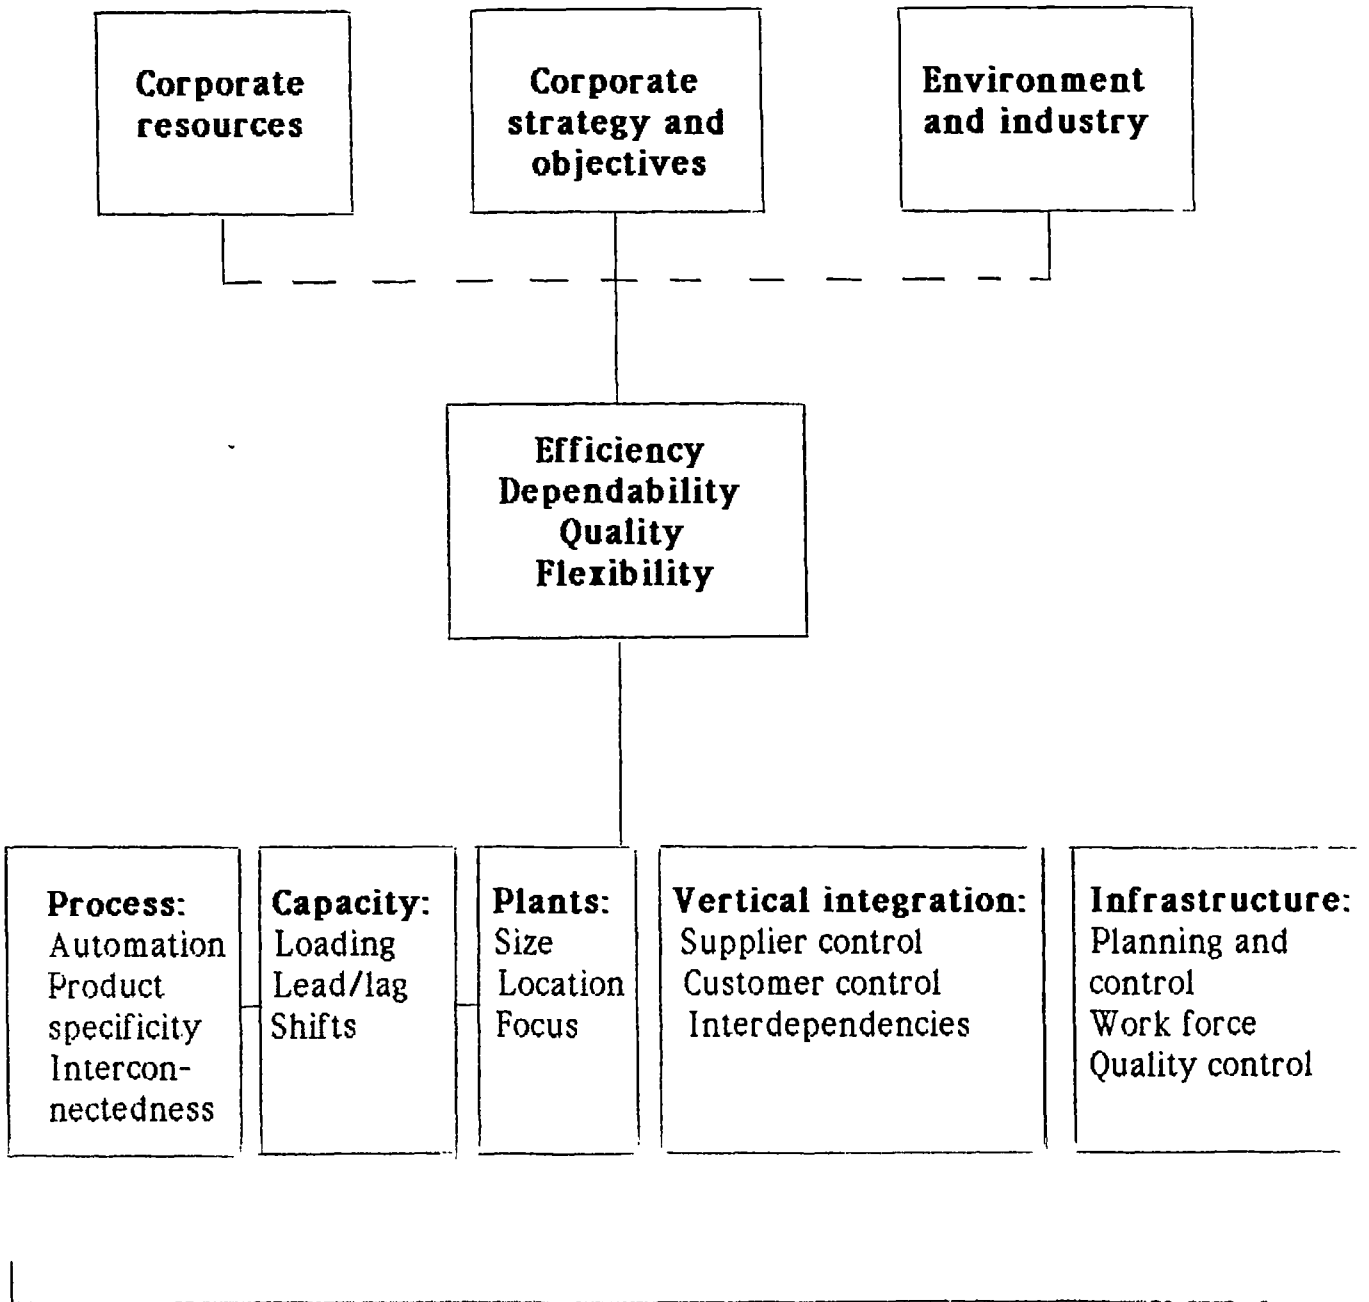 Corporate
resources
Corporate
strategy and
objectives
Environment
and industry
Efficiency
Dependability
Quality
Flexibility
Process:
Automation
Product
specificity
Intercon-
nectedness
Capacity:
Loading
Lead/lag
Shifts
Plants:
Size
Location
Focus
Vertical integration:
Supplier control
Customer control
Interdependencies
Infrastructure:
Planning and
control
Work force
Quality control